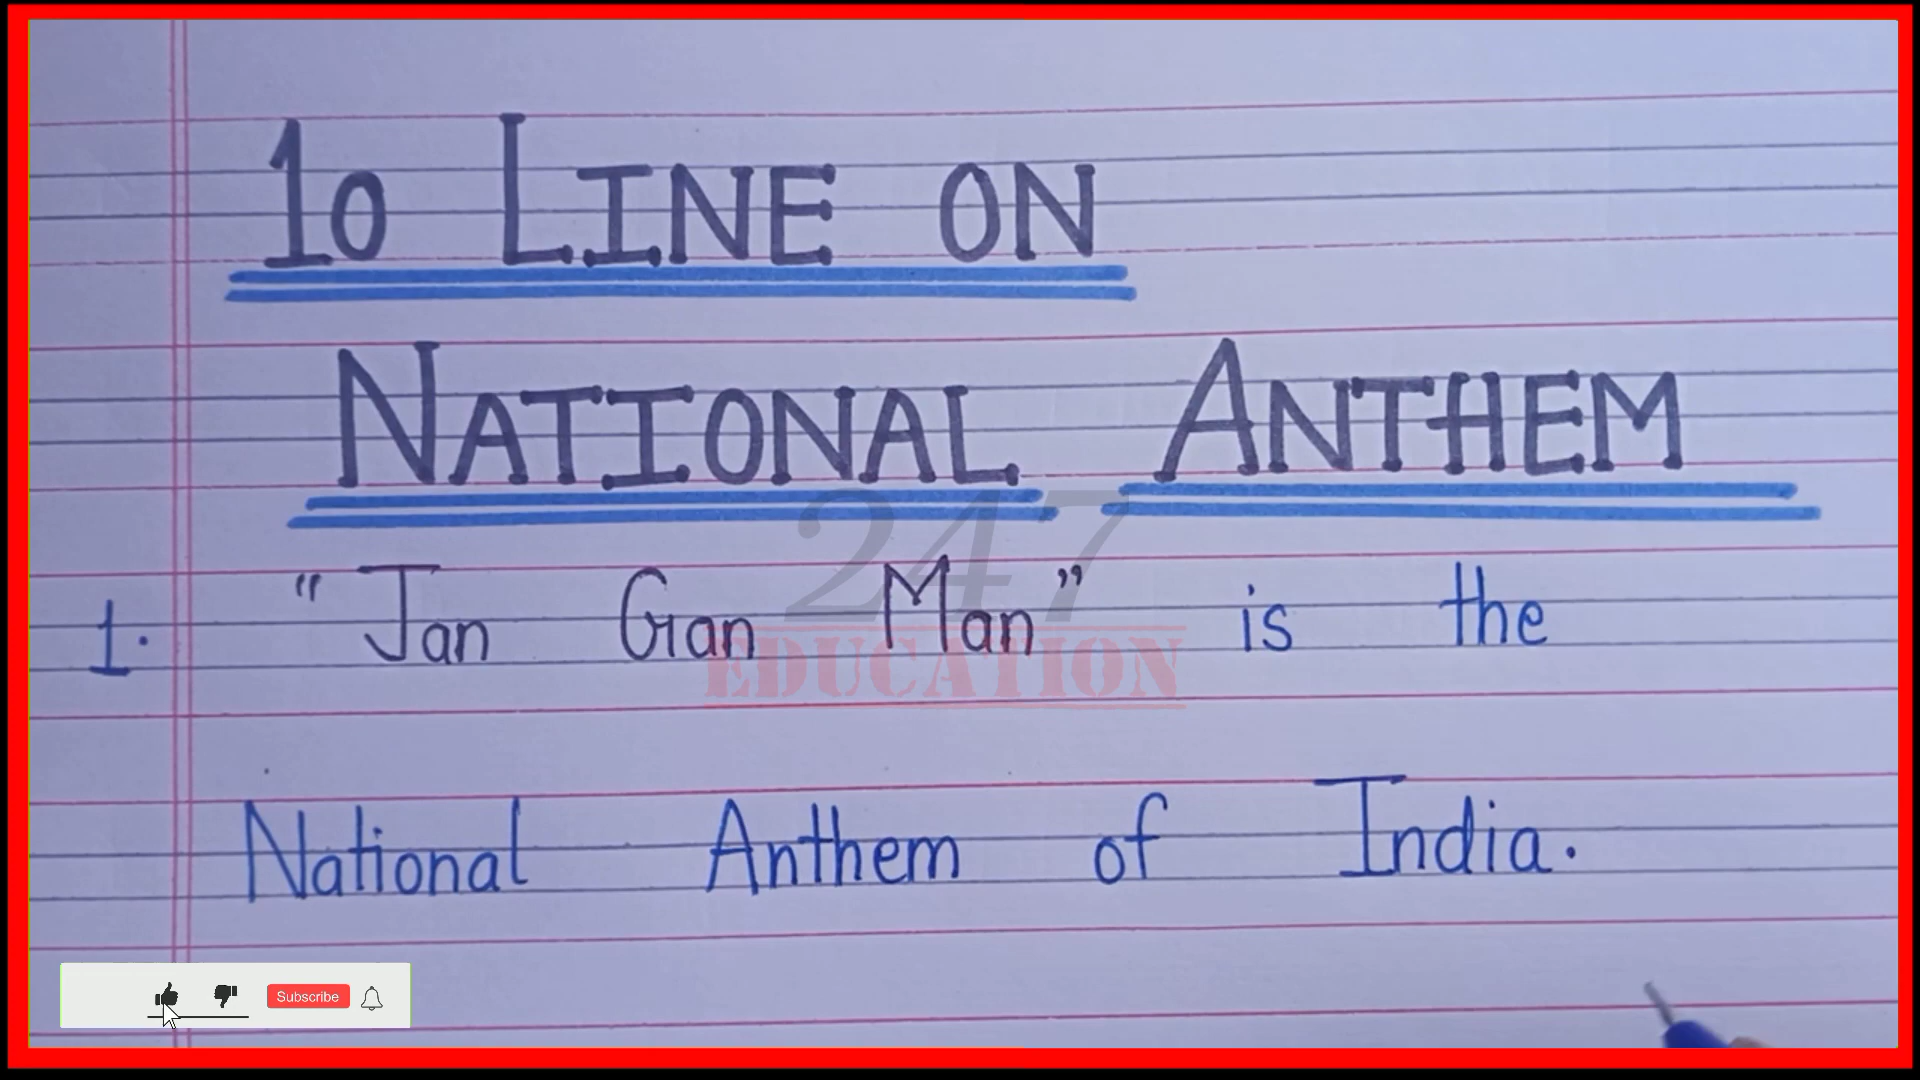 10 LINE ON
NATIONAL ANTHEM
247
EDUCATION
1. "Jan Gan Man" is the
National Anthem of India.
Subscribe